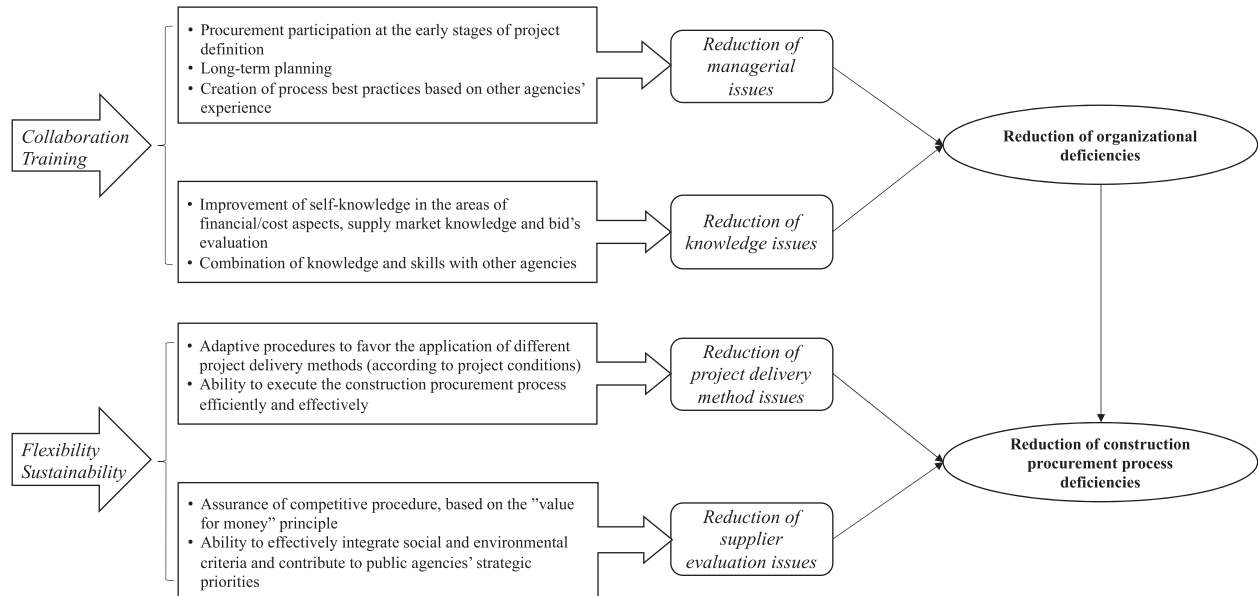 Collaboration
Training
• Procurement participation at the early stages of project
definition
• Long-term planning
• Creation of process best practices based on other agencies’
experience
Reduction of
managerial
issues
• Improvement of self-knowledge in the areas of
financial/cost aspects, supply market knowledge and bid’s
evaluation
• Combination of knowledge and skills with other agencies
Reduction of
knowledge issues
Reduction of organizational
deficiencies
Flexibility
Sustainability
• Adaptive procedures to favor the application of different
project delivery methods (according to project conditions)
• Ability to execute the construction procurement process
efficiently and effectively
Reduction of
project delivery
method issues
• Assurance of competitive procedure, based on the ”value
for money” principle
• Ability to effectively integrate social and environmental
criteria and contribute to public agencies’ strategic
priorities
Reduction of
supplier
evaluation issues
Reduction of construction
procurement process
deficiencies